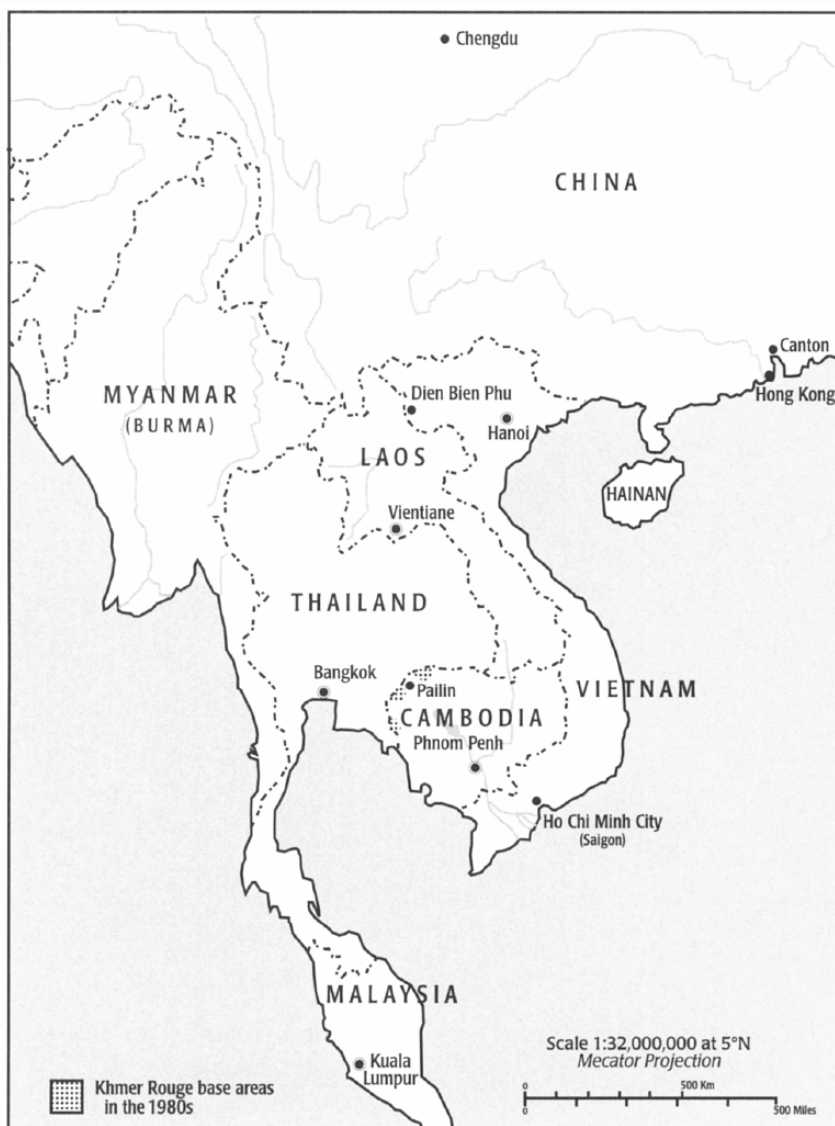 Chengdu
CHINA
Canton
Hong Kong
MYANMAR
(BURMA)
Dien Bien Phu
Hanoi
LAOS
HAINAN
Vientiane
THAILAND
Bangkok
Pailin
VIETNAM
CAMBODIA
Phnom Penh
Ho Chi Minh City
(Saigon)
MALAYSIA
Kuala
Lumpur
Scale 1:32,000,000 at 5°N
Mecator Projection
0 500 Km
0 500 Miles
Khmer Rouge base areas
in the 1980s